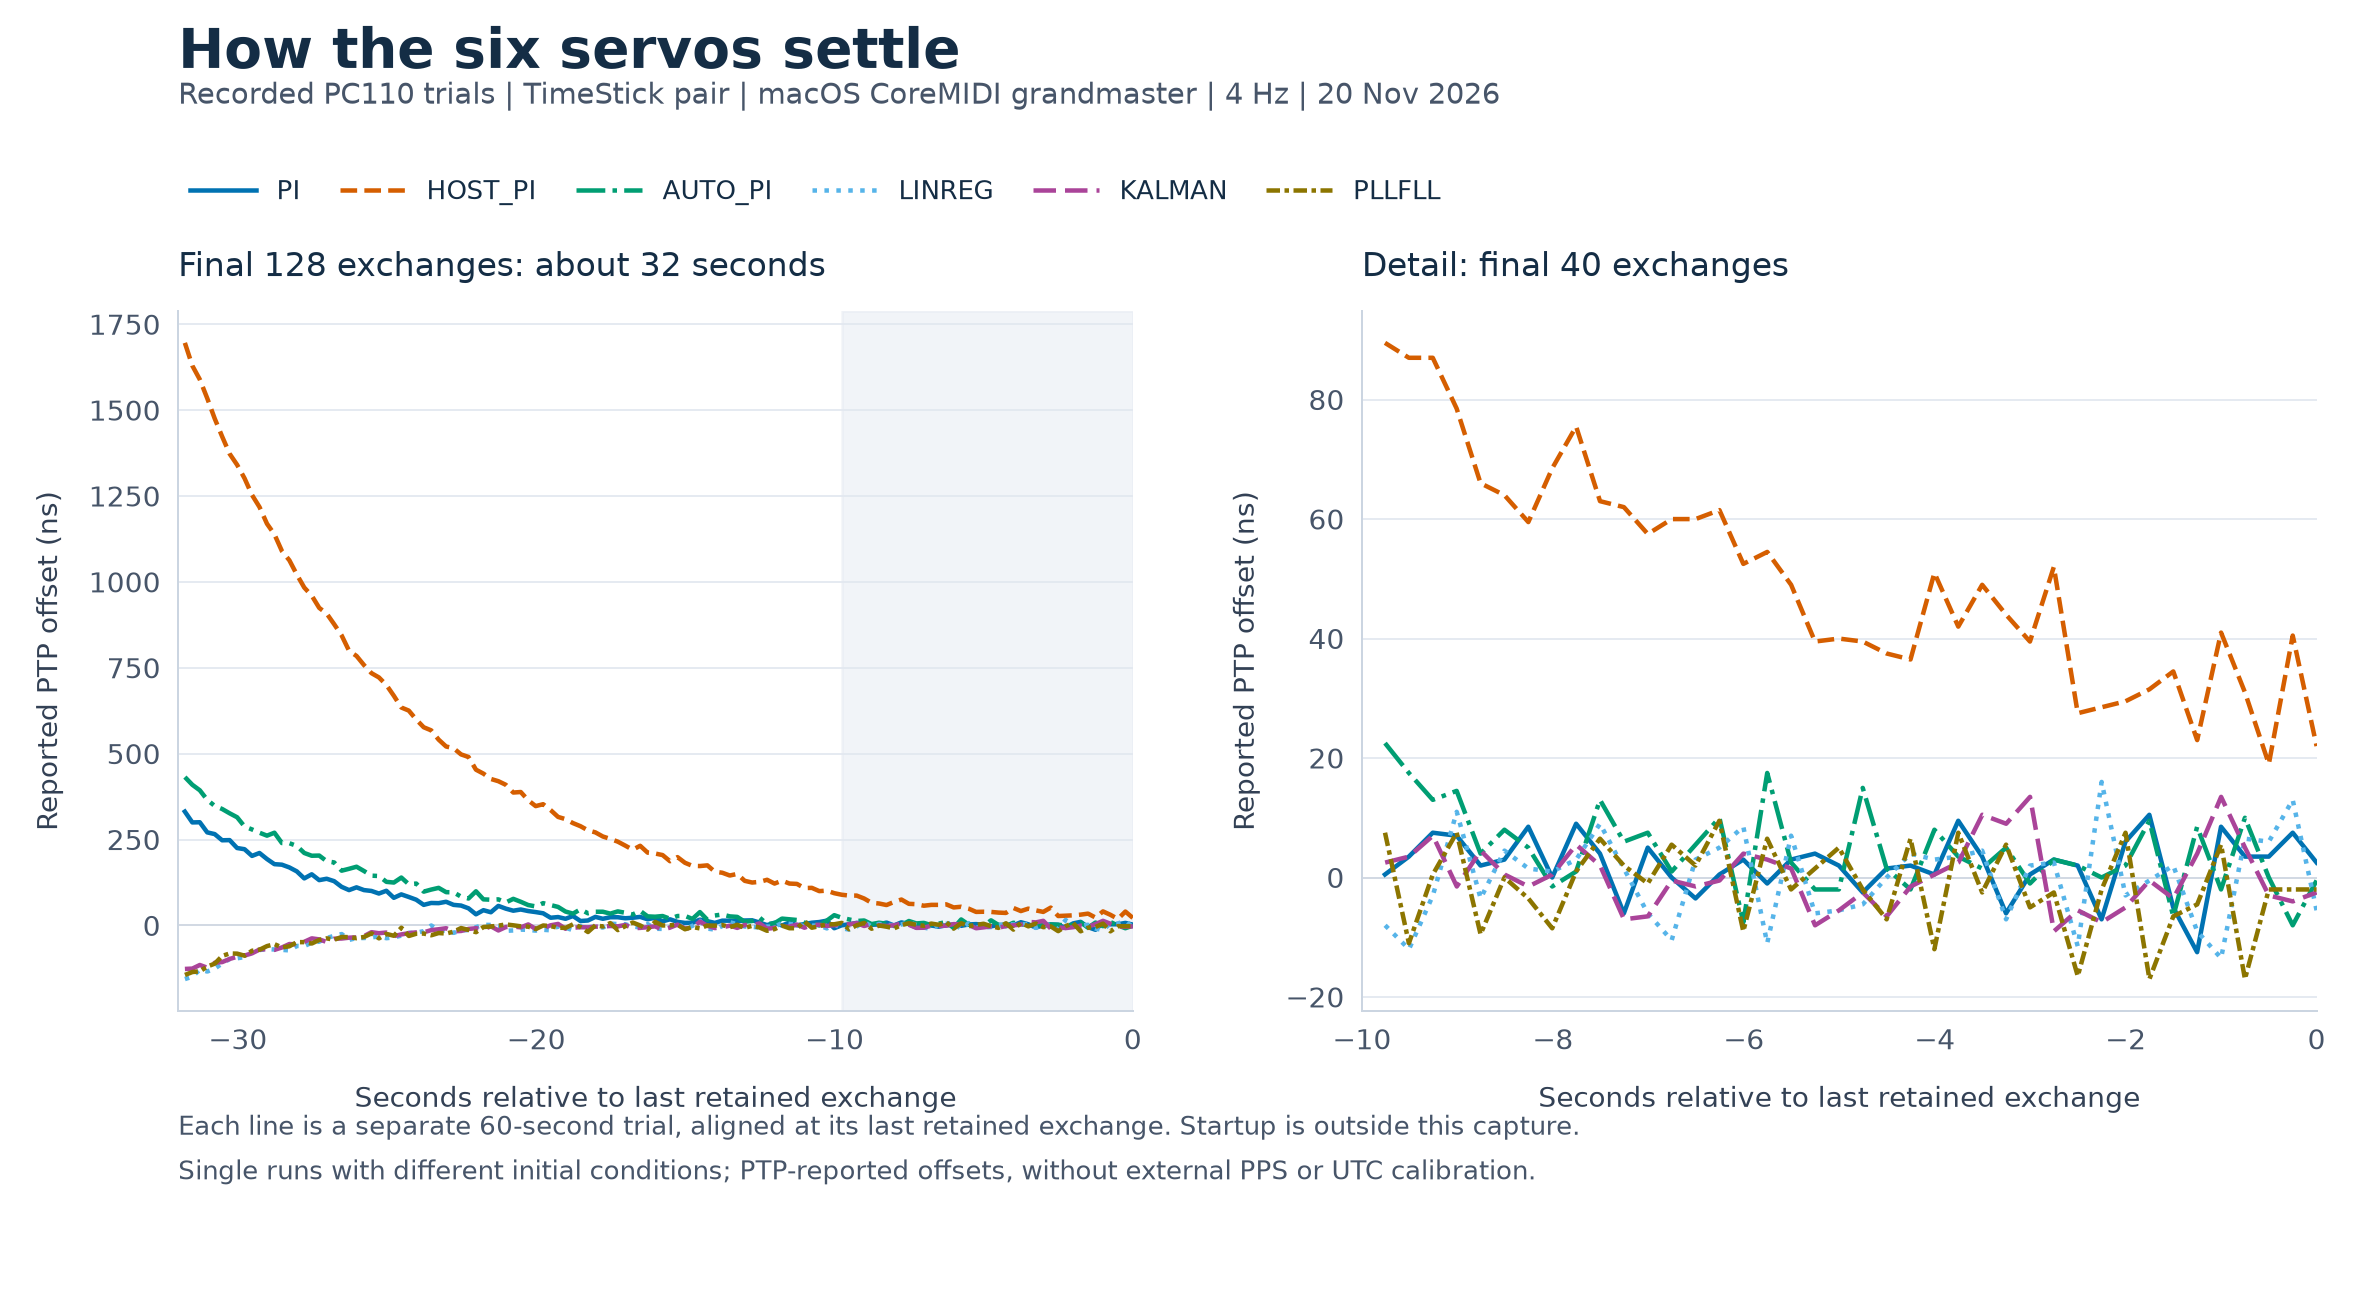 How the six servos settle
Recorded PC110 trials | TimeStick pair | macOS CoreMIDI grandmaster | 4 Hz | 20 Nov 2026
PI HOST_PI AUTO_PI LINREG KALMAN PLLFLL
Final 128 exchanges: about 32 seconds
Reported PTP offset (ns)
1750
1500
1250
1000
750
500
250
0
−30 −20 −10 0
Seconds relative to last retained exchange
Detail: final 40 exchanges
Reported PTP offset (ns)
80
60
40
20
0
−20
−10 −8 −6 −4 −2 0
Seconds relative to last retained exchange
Each line is a separate 60-second trial, aligned at its last retained exchange. Startup is outside this capture.
Single runs with different initial conditions; PTP-reported offsets, without external PPS or UTC calibration.